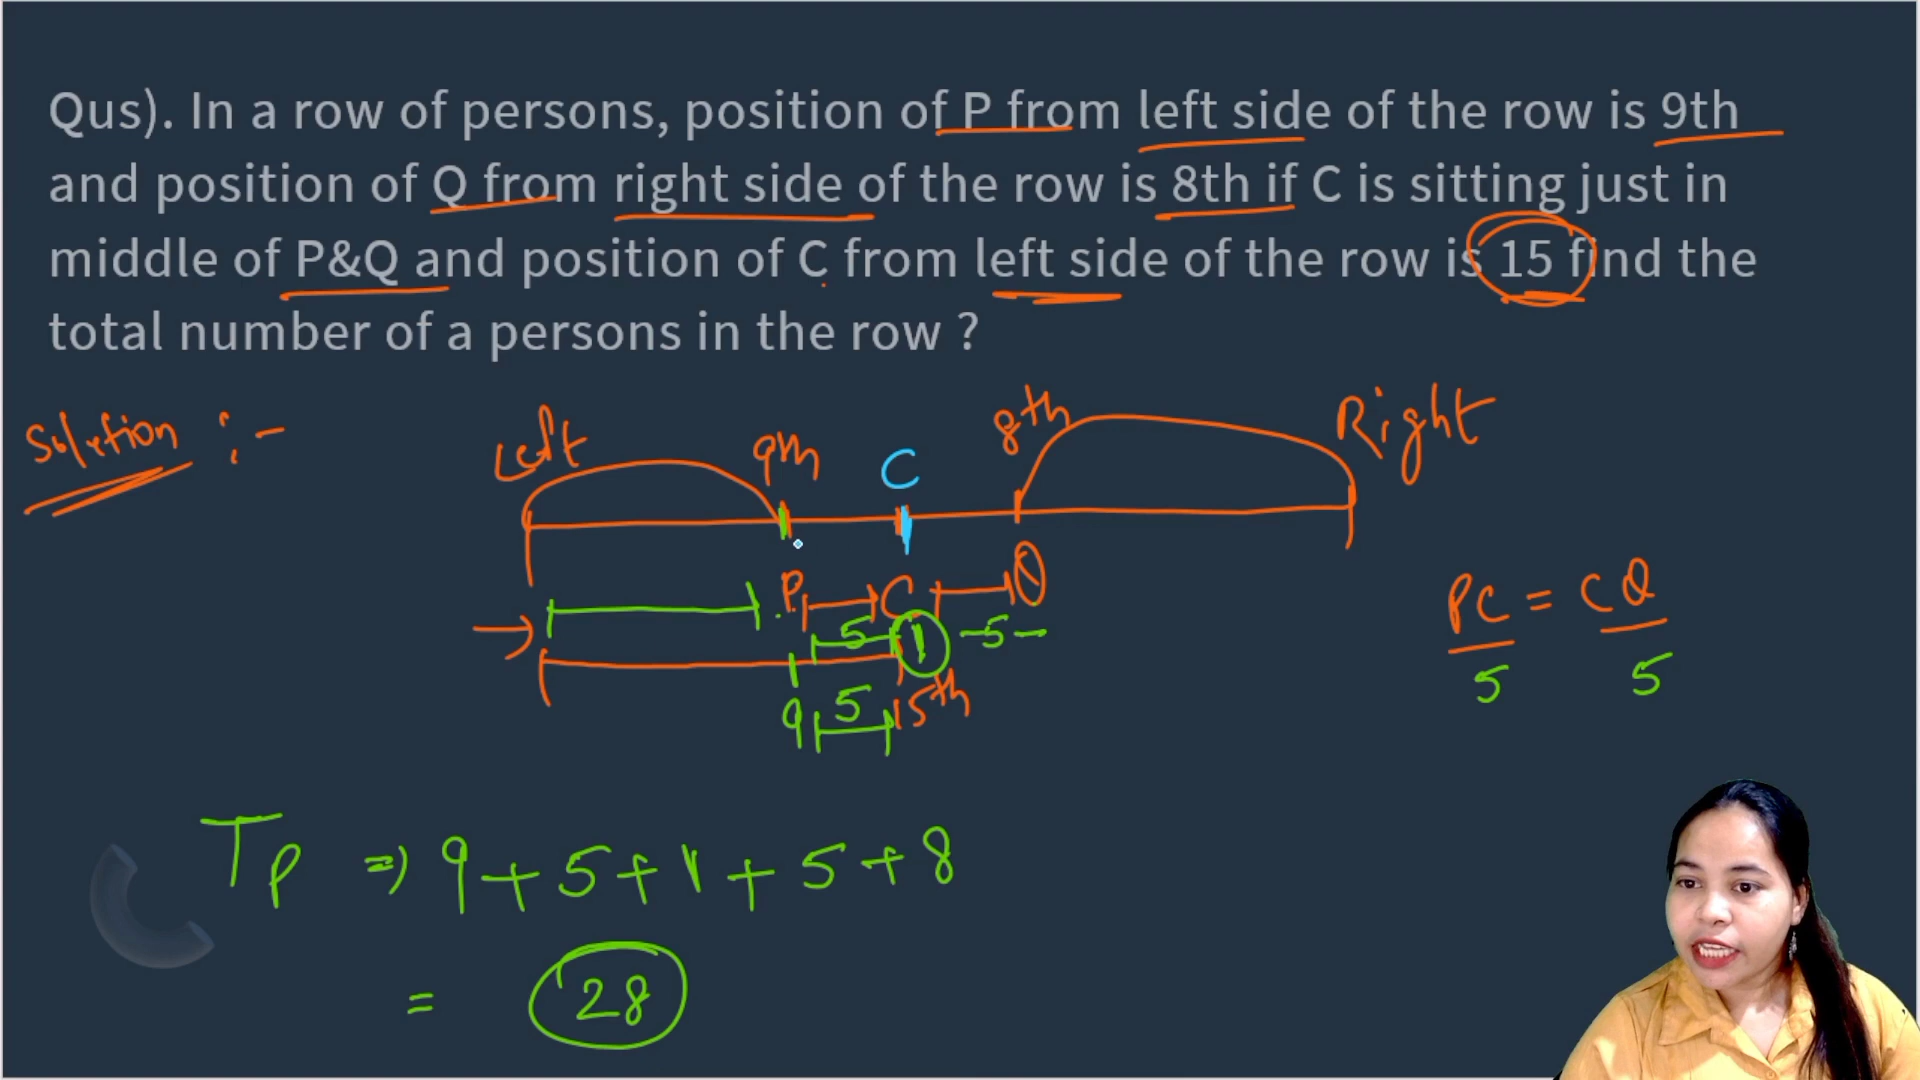 Qus). In a row of persons, position of P from left side of the row is 9th
and position of Q from right side of the row is 8th if C is sitting just in
middle of P&Q and position of C from left side of the row is 15 find the
total number of a persons in the row ?
Solution :-
Left 9th C 8th Right
P C Q
5 1 -5-
9 5 15th
PC = CQ
5 5
TP => 9+5+1+5+8
= 28